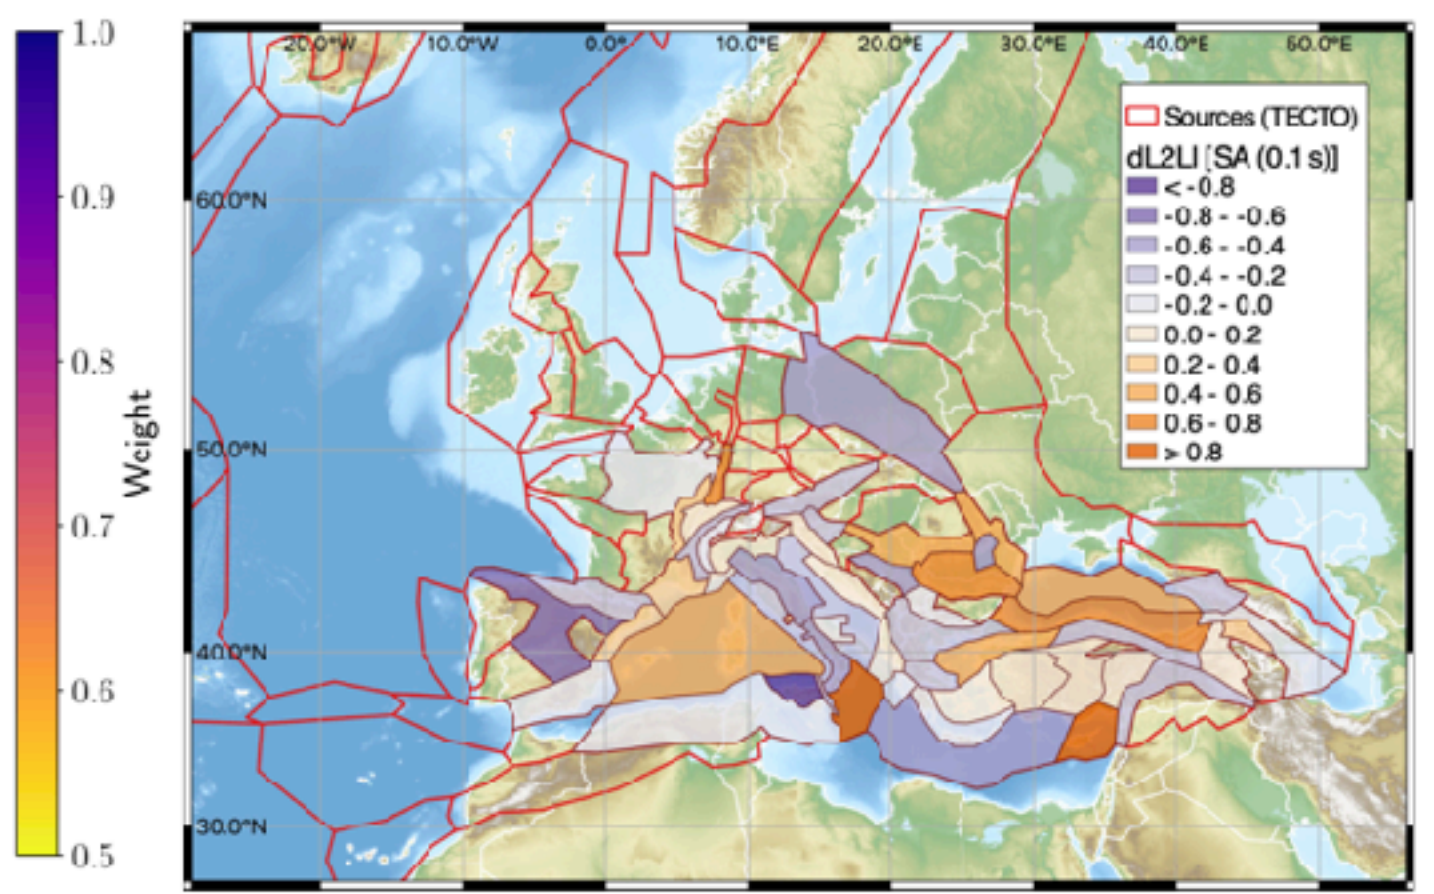 1.0
0.9
0.8
0.7
0.6
0.5
Weight
20.0°W 10.0°W 0.0° 10.0°E 20.0°E 30.0°E 40.0°E 50.0°E
60.0°N
50.0°N
40.0°N
30.0°N
Sources (TECTO)
dL2Ll [SA (0.1 s)]
< -0.8
-0.8 - -0.6
-0.6 - -0.4
-0.4 - -0.2
-0.2 - 0.0
0.0 - 0.2
0.2 - 0.4
0.4 - 0.6
0.6 - 0.8
> 0.8